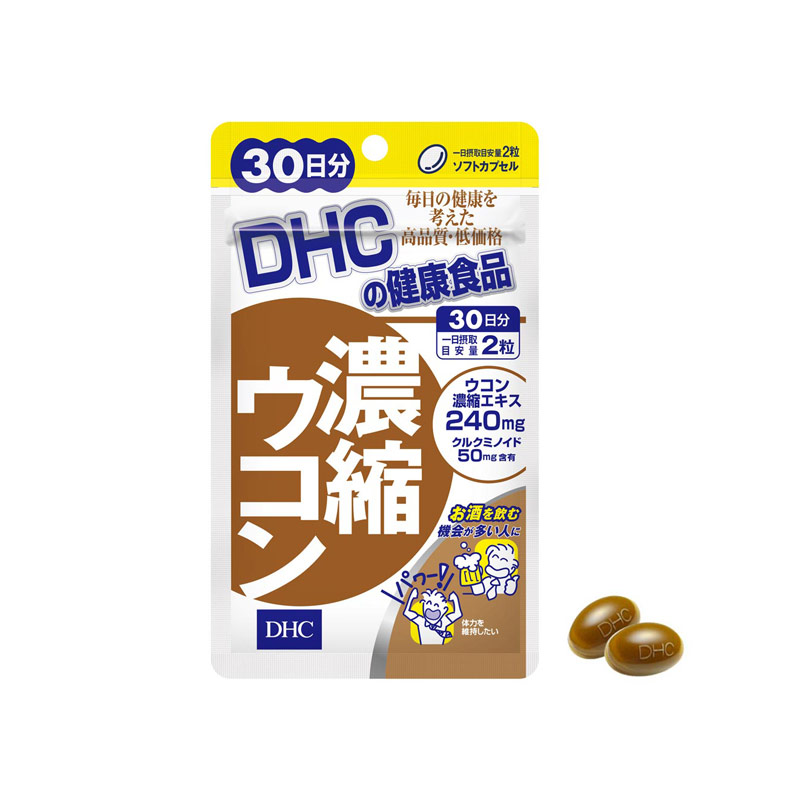 30日分
一日摂取目安量2粒
ソフトカプセル
毎日の健康を
考えた
高品質・低価格
DHC
の健康食品
30日分
一日摂取
目安量 2粒
濃縮
ウコン
ウコン
濃縮エキス
240mg
クルクミノイド
50mg含有
お酒を飲む
機会が多い人に
パワー!
体力を
維持したい
DHC
DHC
DHC